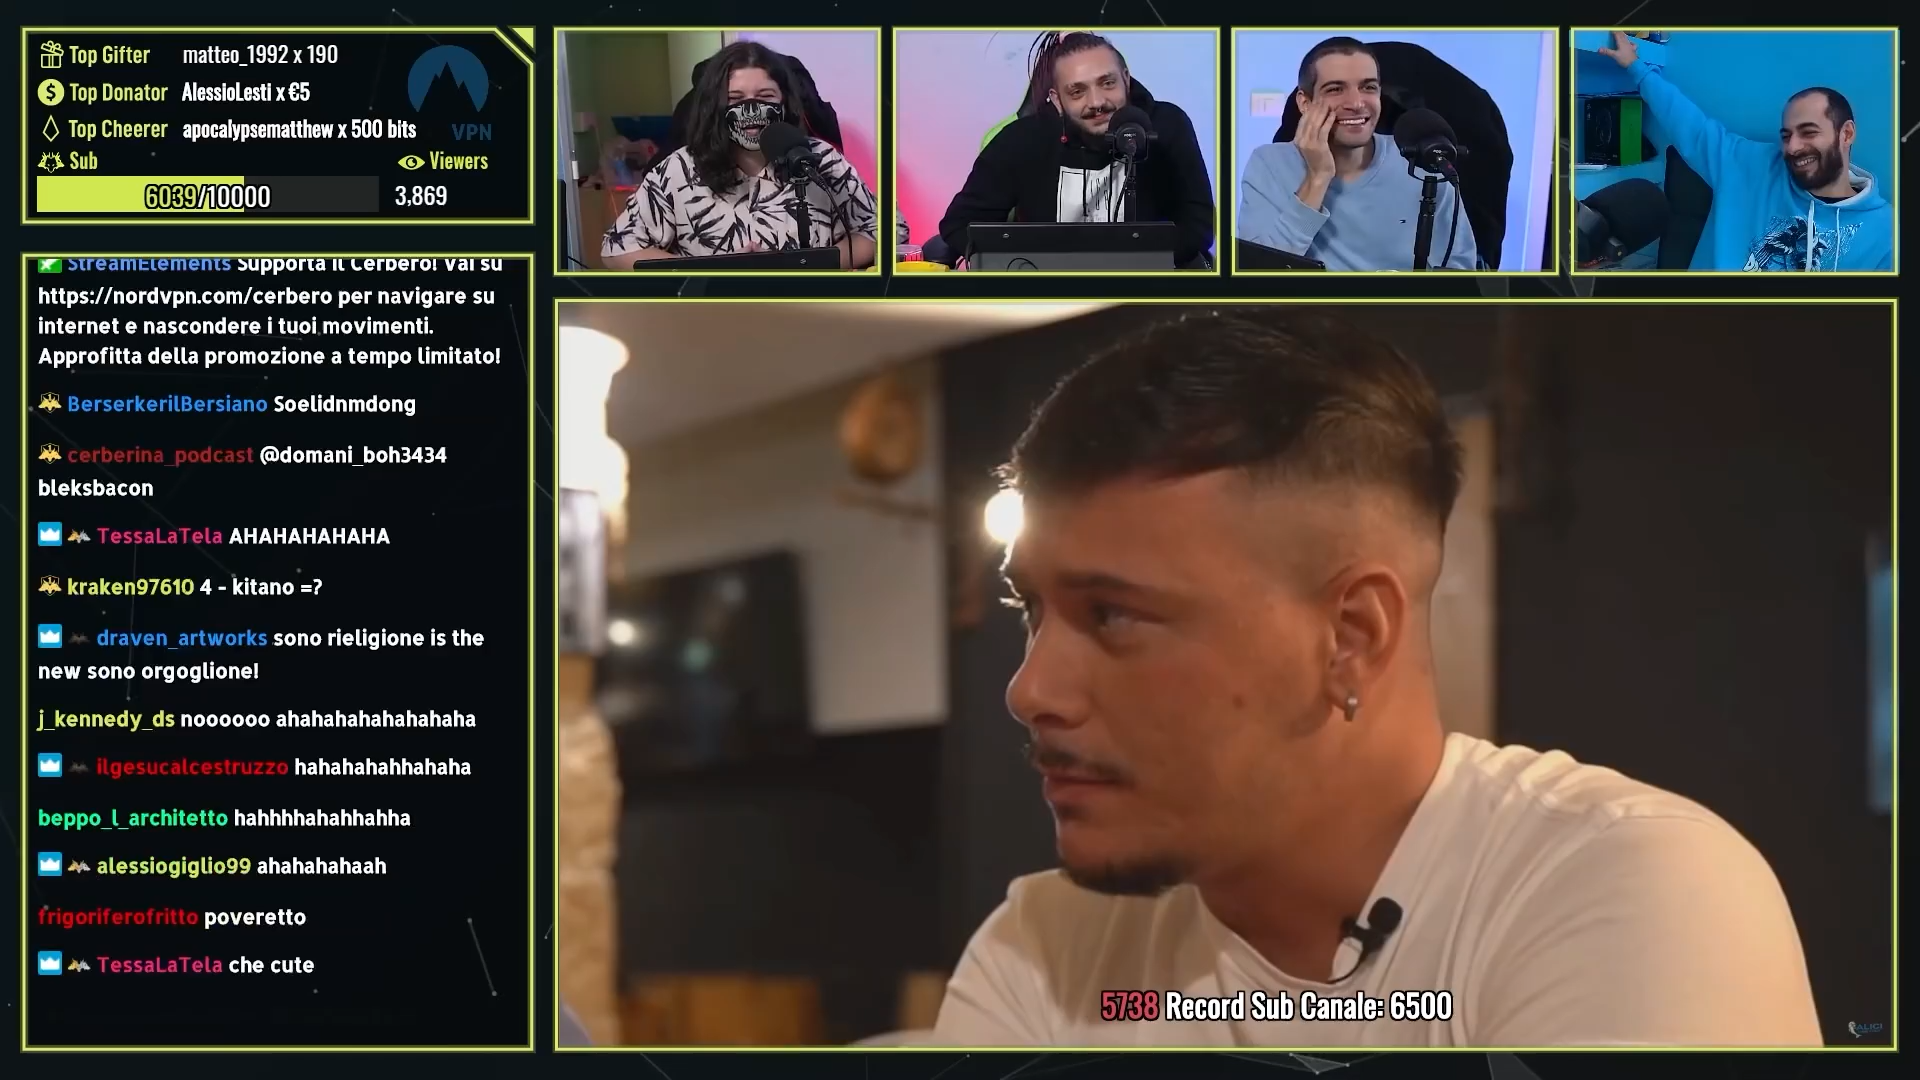 Top Gifter matteo_1992 x 190
Top Donator AlessioLesti x €5
Top Cheerer apocalypsematthew x 500 bits
VPN
Sub
Viewers
6039/10000
3,869
StreamElements Supporta il Cerbero! Vai su
https://nordvpn.com/cerbero per navigare su
internet e nascondere i tuoi movimenti.
Approfitta della promozione a tempo limitato!
BerserkerilBersiano Soelidnmdong
cerberina_podcast @domani_boh3434
bleksbacon
TessaLaTela AHAHAHAHAHA
kraken97610 4 - kitano =?
draven_artworks sono rieligione is the
new sono orgoglione!
j_kennedy_ds noooooo ahahahahahahahaha
ilgesucalcestruzzo hahahahahhahaha
beppo_l_architetto hahhhhahahhahha
alessiogiglio99 ahahahahaah
frigoriferofritto poveretto
TessaLaTela che cute
5738 Record Sub Canale: 6500